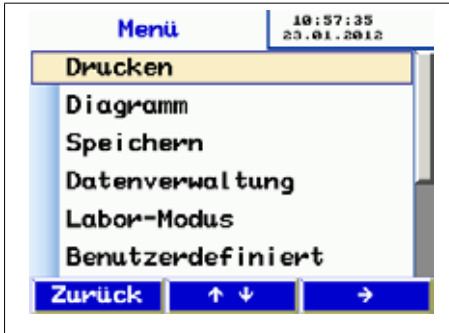 Menü
10:57:35
23.01.2012
Drucken
Diagramm
Speichern
Datenverwaltung
Labor-Modus
Benutzerdefiniert
Zurück ↑ ↓ →